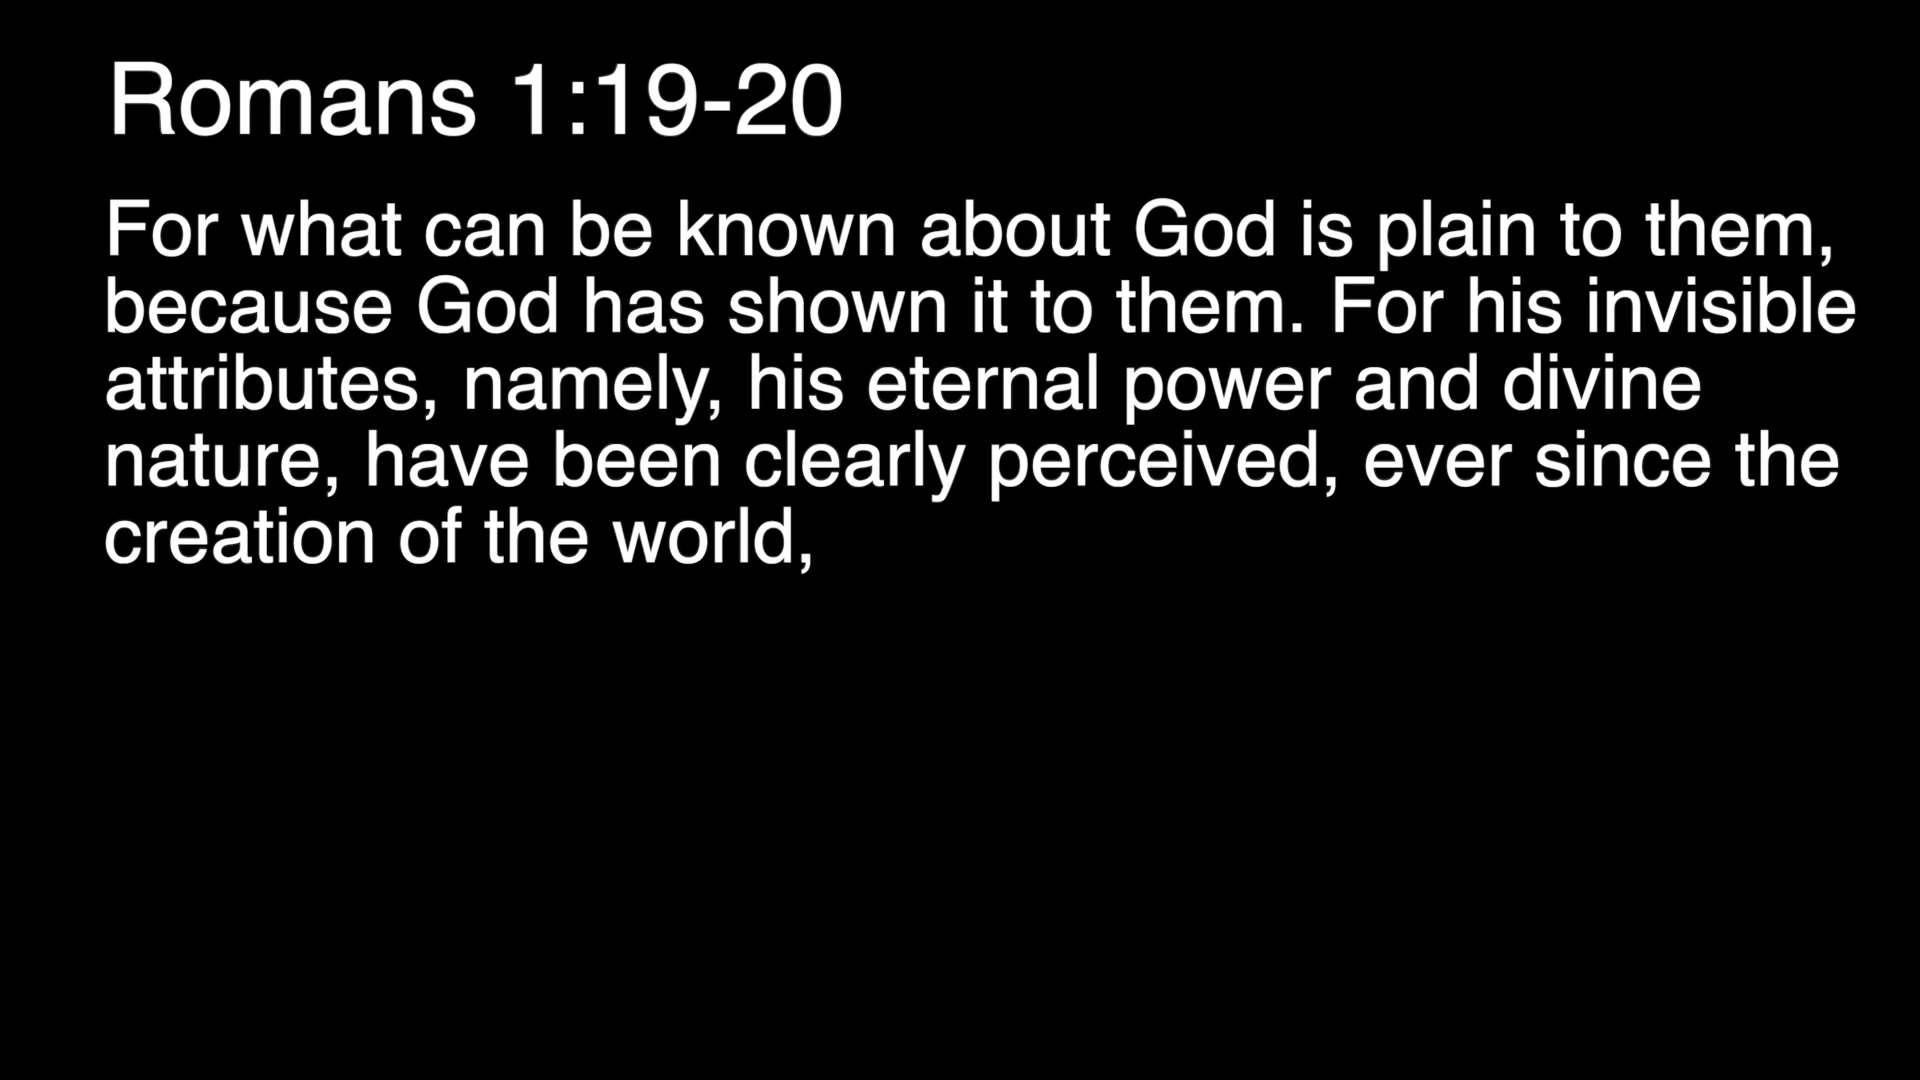 Romans 1:19-20
For what can be known about God is plain to them,
because God has shown it to them. For his invisible
attributes, namely, his eternal power and divine
nature, have been clearly perceived, ever since the
creation of the world,